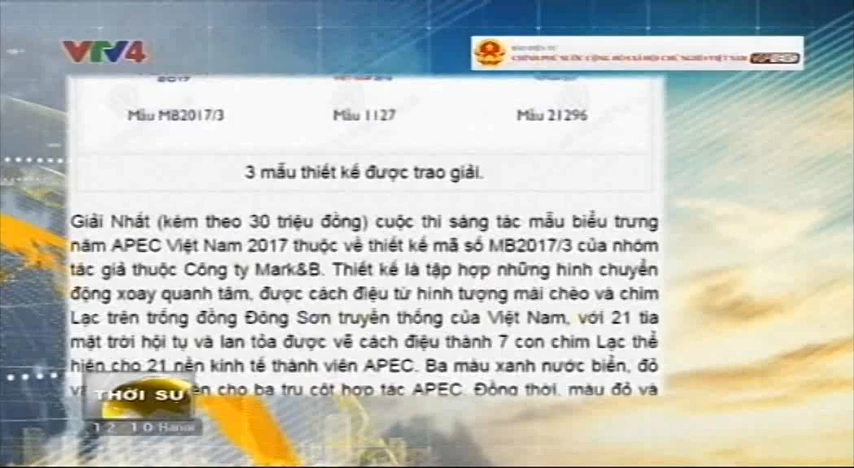 VTV4
BÁO ĐIỆN TỬ
CHÍNH PHỦ NƯỚC CỘNG HÒA XÃ HỘI CHỦ NGHĨA VIỆT NAM
2017
Mẫu MB2017/3 Mẫu 1127 Mẫu 21296
3 mẫu thiết kế được trao giải.
Giải Nhất (kèm theo 30 triệu đồng) cuộc thi sáng tác mẫu biểu trưng
năm APEC Việt Nam 2017 thuộc về thiết kế mã số MB2017/3 của nhóm
tác giả thuộc Công ty Mark&B. Thiết kế là tập hợp những hình chuyển
động xoay quanh tâm, được cách điệu từ hình tượng mái chèo và chim
Lạc trên trống đồng Đông Sơn truyền thống của Việt Nam, với 21 tia
mặt trời hội tụ và lan tỏa được vẽ cách điệu thành 7 con chim Lạc thể
hiện cho 21 nền kinh tế thành viên APEC. Ba màu xanh nước biển, đỏ
cho ba trụ cột hợp tác APEC. Đồng thời, màu đỏ và
THỜI SỰ
12 10 Hanoi